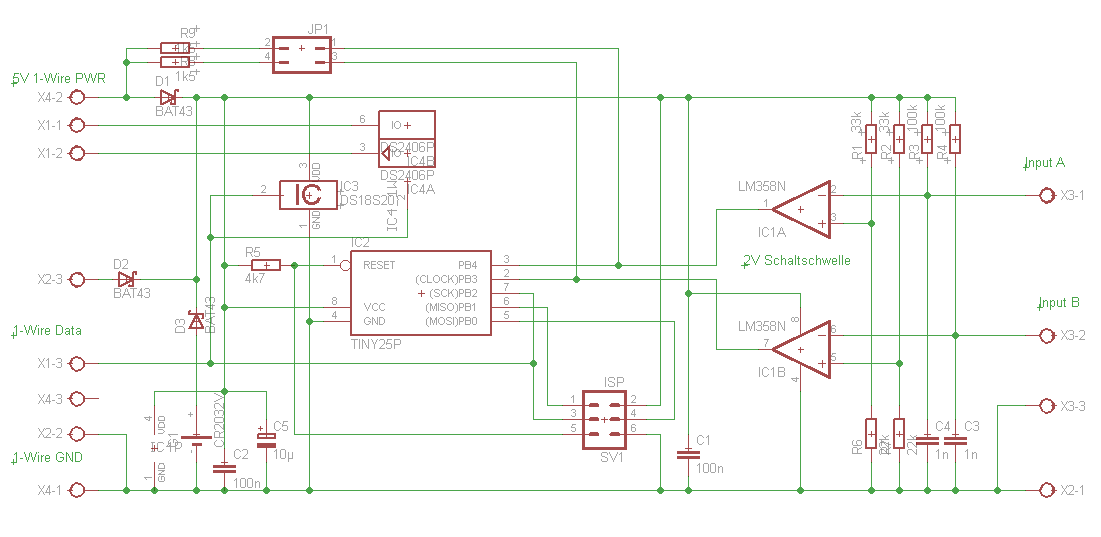 R9
1k5
R8
1k5
JP1
2
1
4
3
5V 1-Wire PWR
X4-2
D1
BAT43
X1-1
6
IO
DS2406P
IC4B
X1-2
3
IO
DS2406P
IC4A
3
VDD
2
IC
IC3
DS18S20
1
GND
IC4
2
R1
33k
R2
33k
R3
100k
R4
100k
Input A
X3-1
LM358N
2
1
3
IC1A
2V Schaltschwelle
X2-3
D2
BAT43
R5
4k7
IC2
1
RESET
8
VCC
4
GND
PB4
3
(CLOCK)PB3
2
(SCK)PB2
7
(MISO)PB1
6
(MOSI)PB0
5
TINY25P
D3
BAT43
1-Wire Data
X1-3
Input B
X3-2
LM358N
8
6
7
5
4
IC1B
X4-3
X2-2
1-Wire GND
X4-1
4
VDD
IC1P
1
GND
G1
CR2032V
C2
100n
C5
10µ
ISP
1
2
3
4
5
6
SV1
C1
100n
R6
22k
C4
1n
C3
1n
X3-3
X2-1